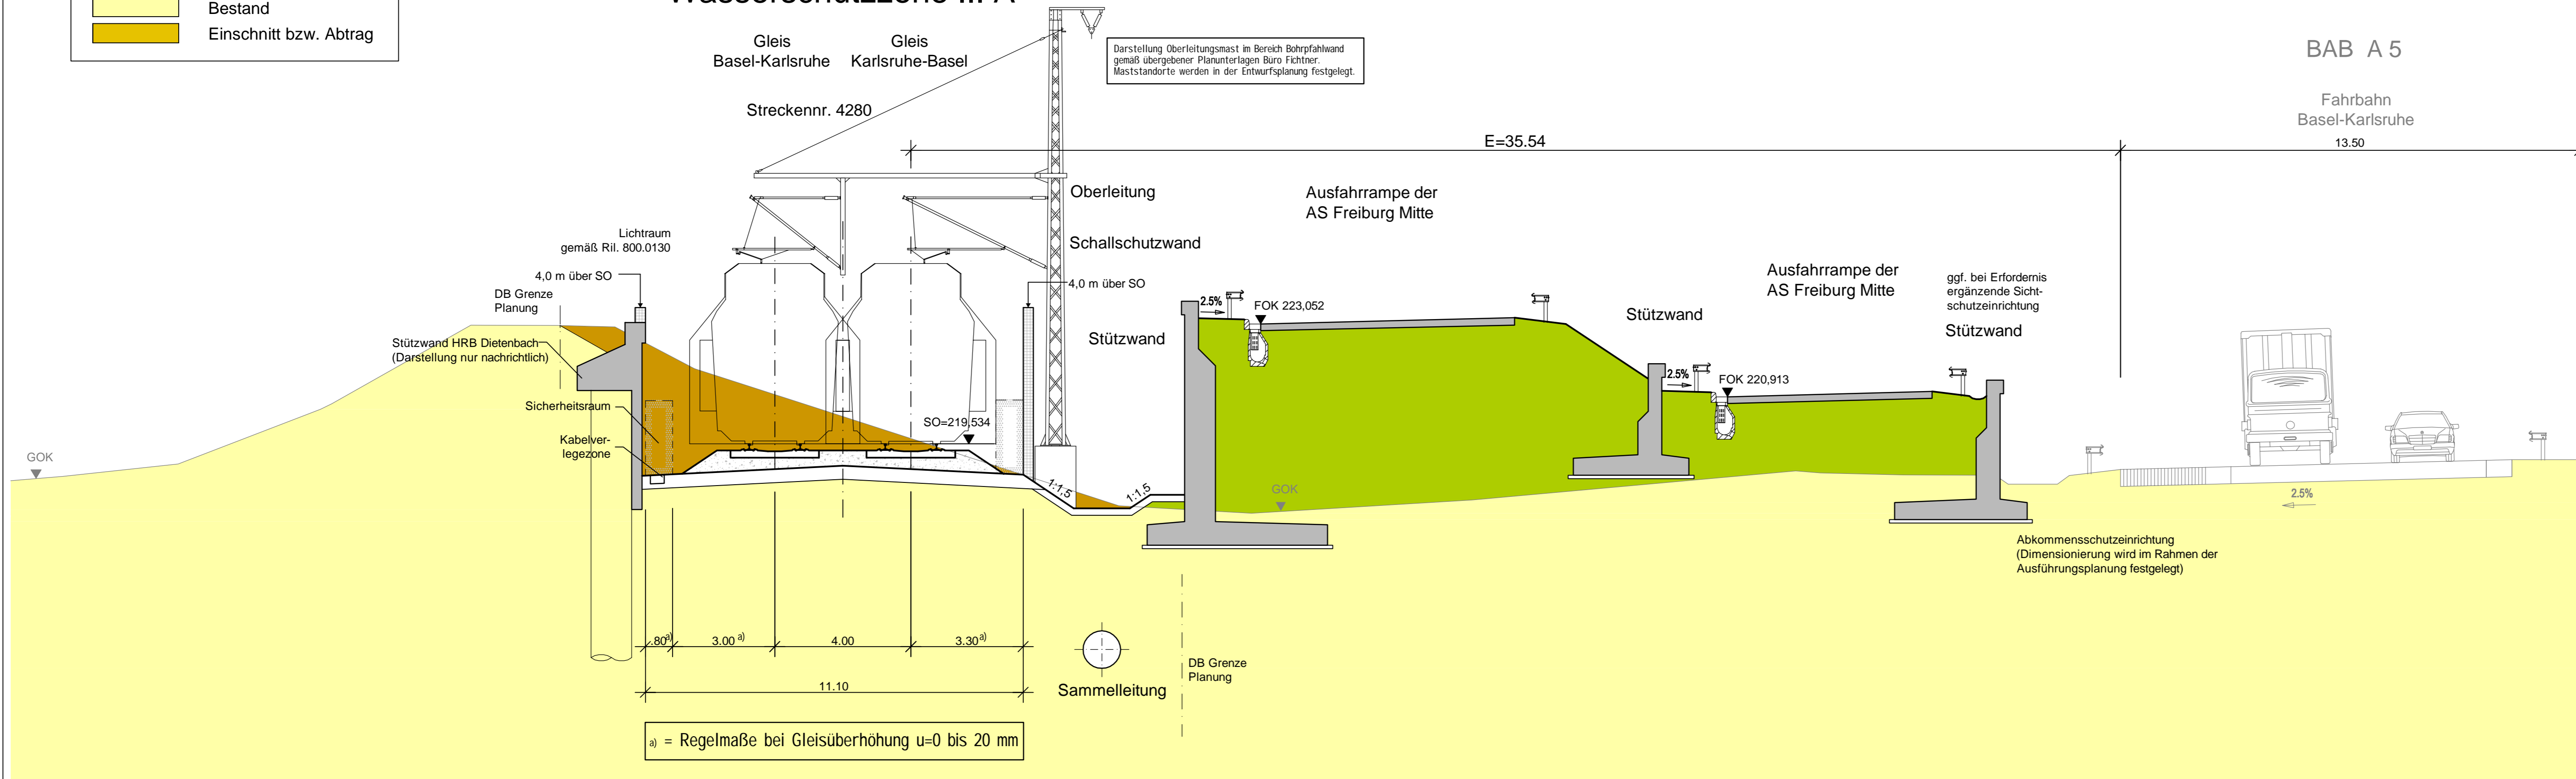 Bestand
Einschnitt bzw. Abtrag
Wasserschutzzone III A
Gleis
Basel-Karlsruhe
Gleis
Karlsruhe-Basel
Streckennr. 4280
Darstellung Oberleitungsmast im Bereich Bohrpfahlwand
gemäß übergebener Planunterlagen Büro Fichtner.
Maststandorte werden in der Entwurfsplanung festgelegt.
BAB A 5
Fahrbahn
Basel-Karlsruhe
13.50
E=35.54
Oberleitung
Ausfahrrampe der
AS Freiburg Mitte
Lichtraum
gemäß Ril. 800.0130
Schallschutzwand
4,0 m über SO
4,0 m über SO
DB Grenze
Planung
Ausfahrrampe der
AS Freiburg Mitte
ggf. bei Erfordernis
ergänzende Sicht-
schutzeinrichtung
2.5%
FOK 223,052
Stützwand
Stützwand
Stützwand
Stützwand HRB Dietenbach
(Darstellung nur nachrichtlich)
2.5%
FOK 220,913
Sicherheitsraum
SO=219,534
Kabelver-
legezone
GOK
1:1,5
1:1,5
GOK
2.5%
Abkommensschutzeinrichtung
(Dimensionierung wird im Rahmen der
Ausführungsplanung festgelegt)
.80a)
3.00 a)
4.00
3.30a)
DB Grenze
Planung
11.10
Sammelleitung
a) = Regelmaße bei Gleisüberhöhung u=0 bis 20 mm